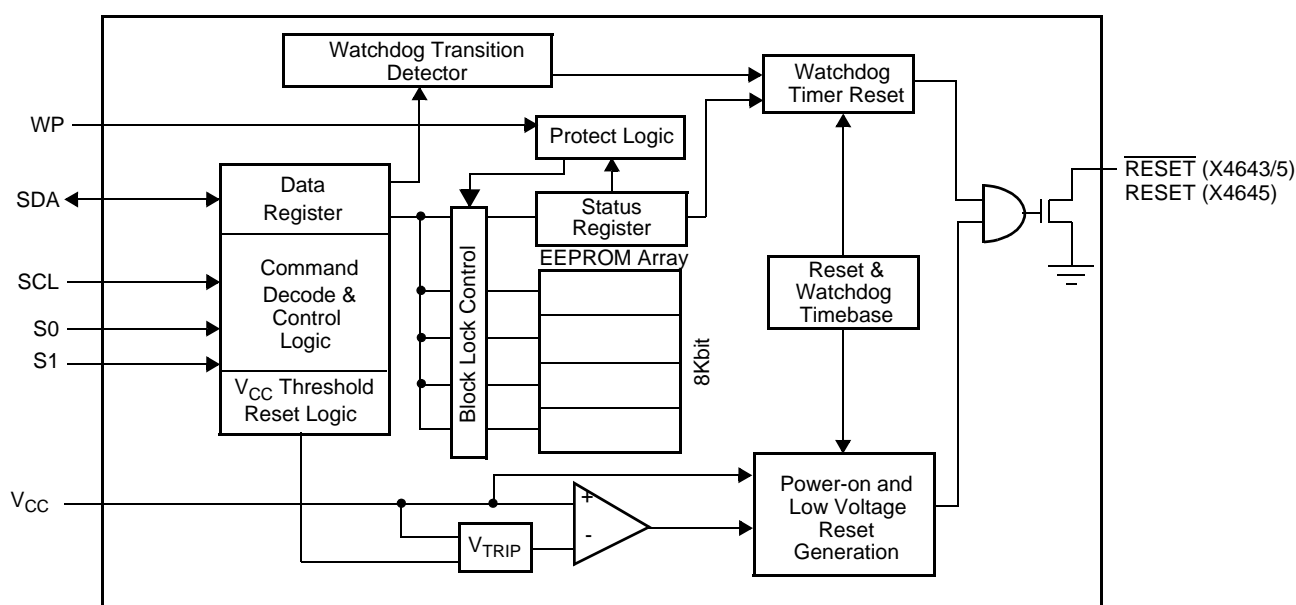 Watchdog Transition
Detector
Watchdog
Timer Reset
WP
Protect Logic
RESET (X4643/5)
RESET (X4645)
SDA
Data
Register
Status
Register
EEPROM Array
SCL
Command
Decode &
Control
Logic
S0
S1
Block Lock Control
8Kbit
Reset &
Watchdog
Timebase
VCC Threshold
Reset Logic
VCC
+
-
VTRIP
Power-on and
Low Voltage
Reset
Generation